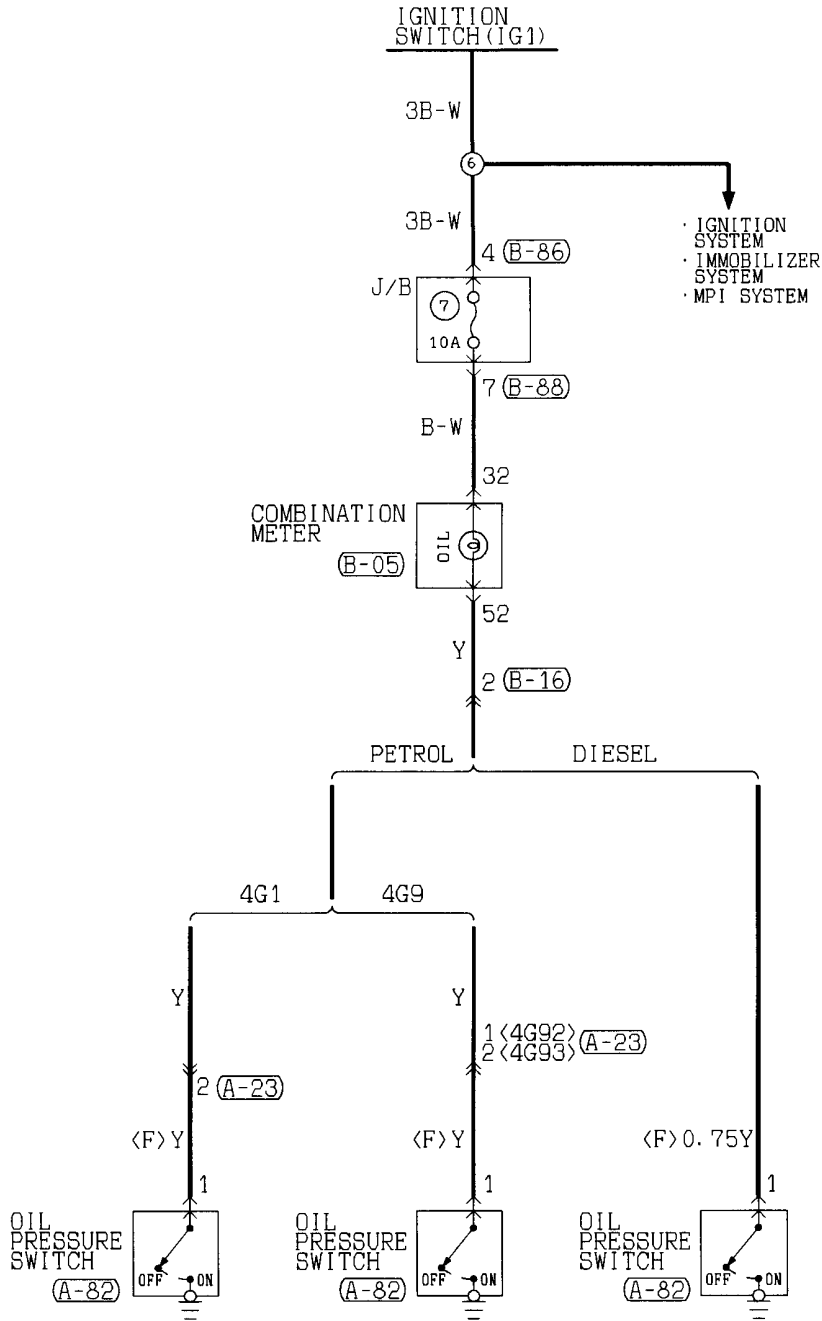 IGNITION
SWITCH(IG1)
3B-W
6
3B-W
4 (B-86)
· IGNITION
SYSTEM
· IMMOBILIZER
SYSTEM
· MPI SYSTEM
J/B
7
10A
7 (B-88)
B-W
32
COMBINATION
METER
OIL
(B-05)
52
Y
2 (B-16)
PETROL
DIESEL
4G1
4G9
Y
Y
1<4G92>
2<4G93>
(A-23)
2 (A-23)
<F>Y
<F>Y
<F>0.75Y
1
1
1
OIL
PRESSURE
SWITCH
OFF
ON
(A-82)
OIL
PRESSURE
SWITCH
OFF
ON
(A-82)
OIL
PRESSURE
SWITCH
OFF
ON
(A-82)